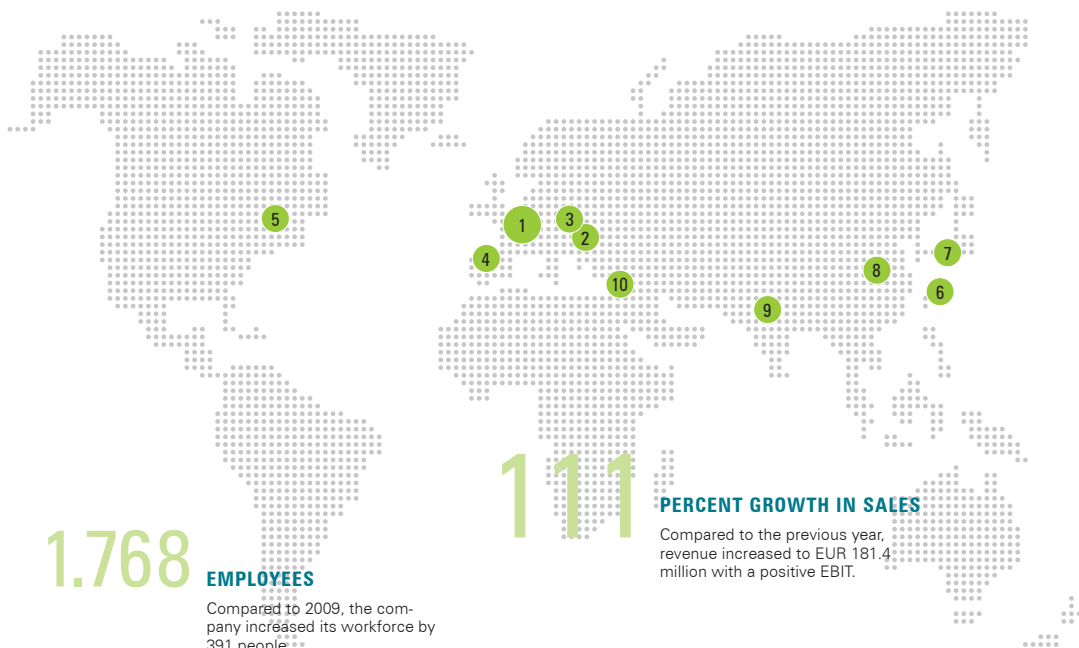 5
1
3
2
4
10
7
8
6
9
111
PERCENT GROWTH IN SALES
Compared to the previous year,
revenue increased to EUR 181.4
million with a positive EBIT.
1.768
EMPLOYEES
Compared to 2009, the com-
pany increased its workforce by
391 people